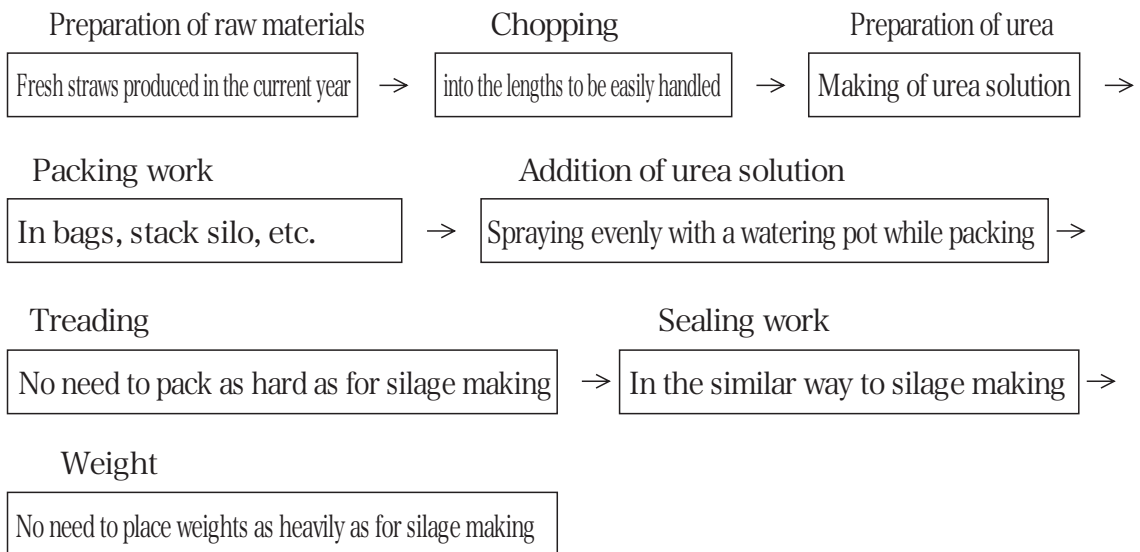 Preparation of raw materials Chopping Preparation of urea
Fresh straws produced in the current year → into the lengths to be easily handled → Making of urea solution →
Packing work Addition of urea solution
In bags, stack silo, etc. → Spraying evenly with a watering pot while packing →
Treading Sealing work
No need to pack as hard as for silage making → In the similar way to silage making →
Weight
No need to place weights as heavily as for silage making